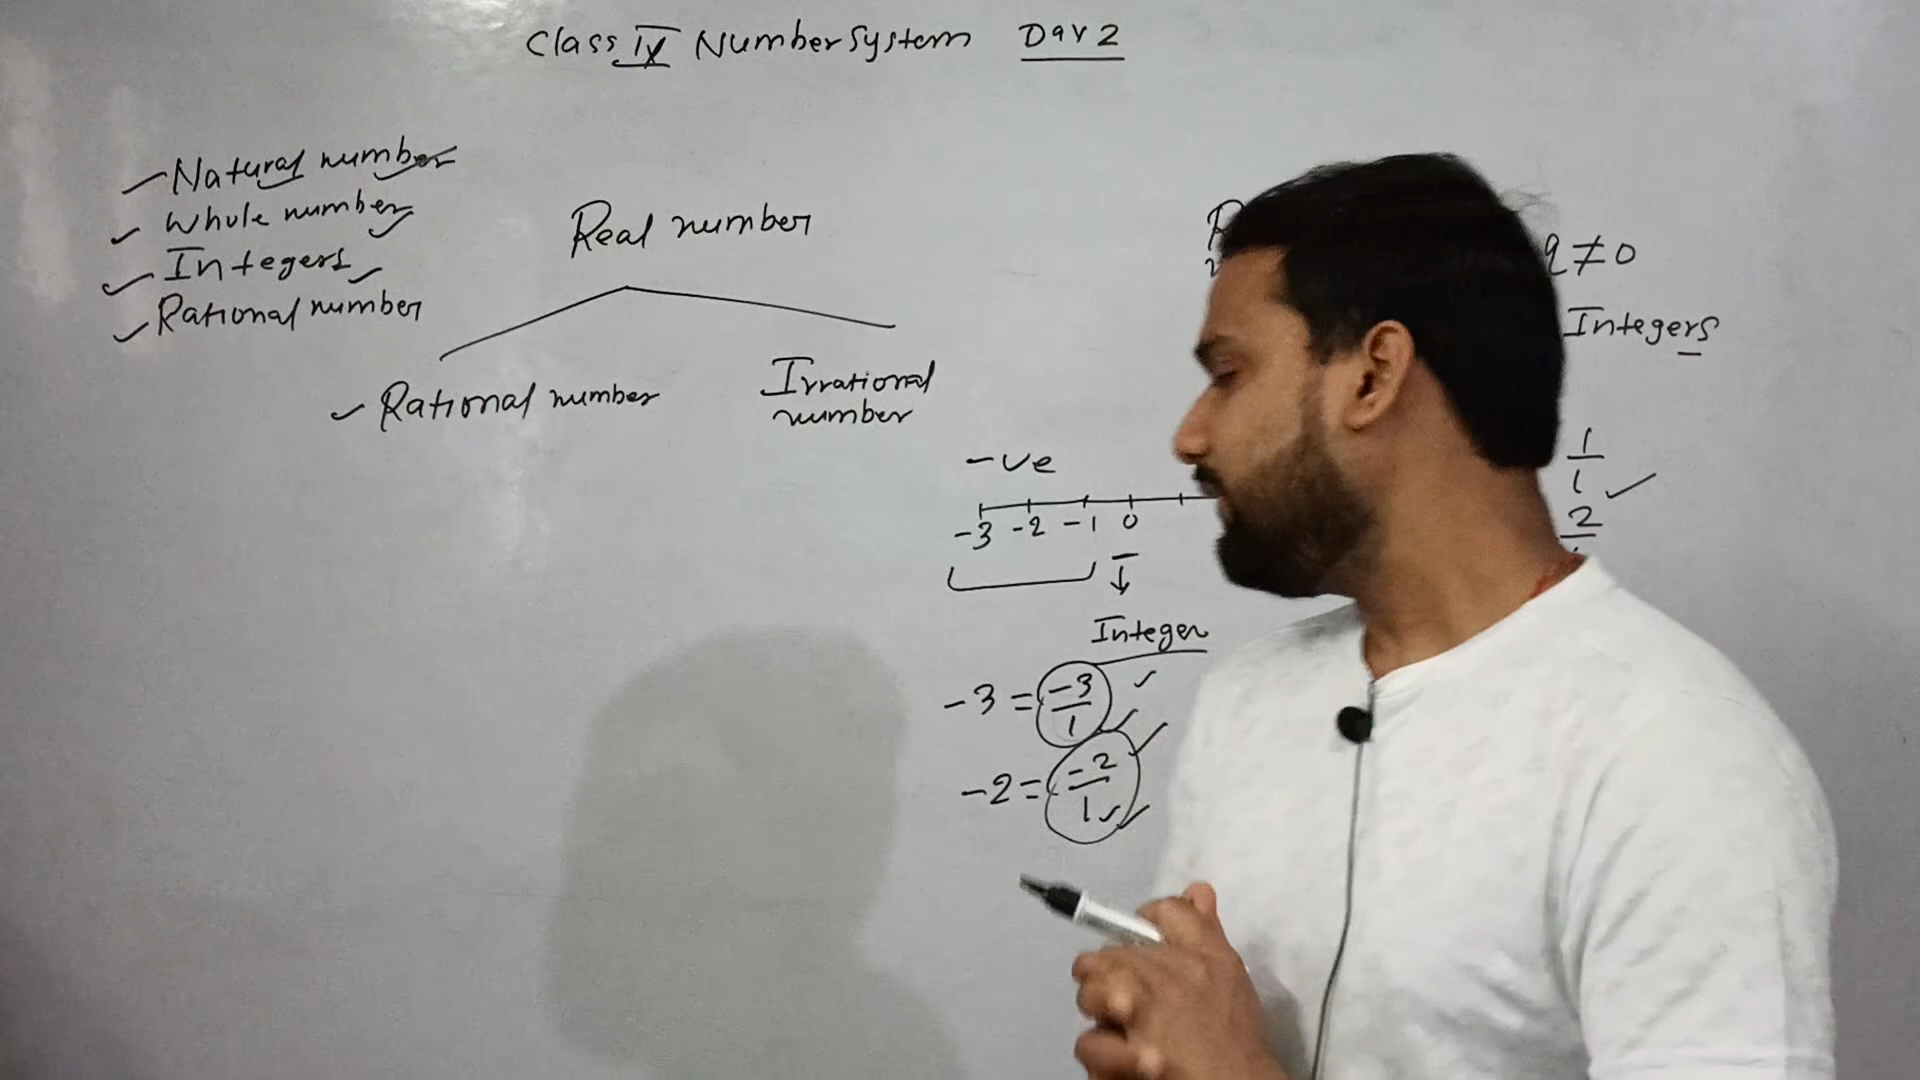 Class IX Number System Day 2
Natural number
Whole number
Integers
Rational number
Real number
Rational number
Irrational
number
q ≠ 0
Integers
-ve
-3 -2 -1 0
Integer
-3 = -3/1
-2 = -2/1
1/1
2